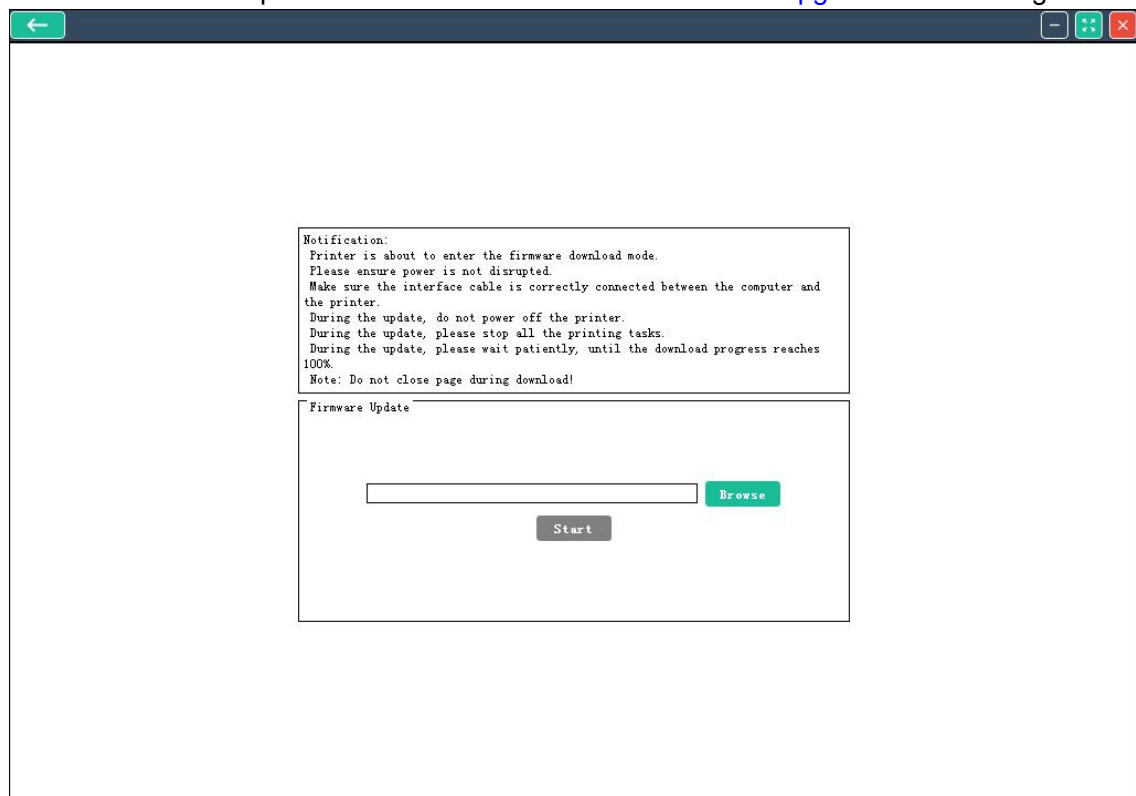 Notification:
Printer is about to enter the firmware download mode.
Please ensure power is not disrupted.
Make sure the interface cable is correctly connected between the computer and
the printer.
During the update, do not power off the printer.
During the update, please stop all the printing tasks.
During the update, please wait patiently, until the download progress reaches
100%.
Note: Do not close page during download!
Firmware Update
Browse
Start